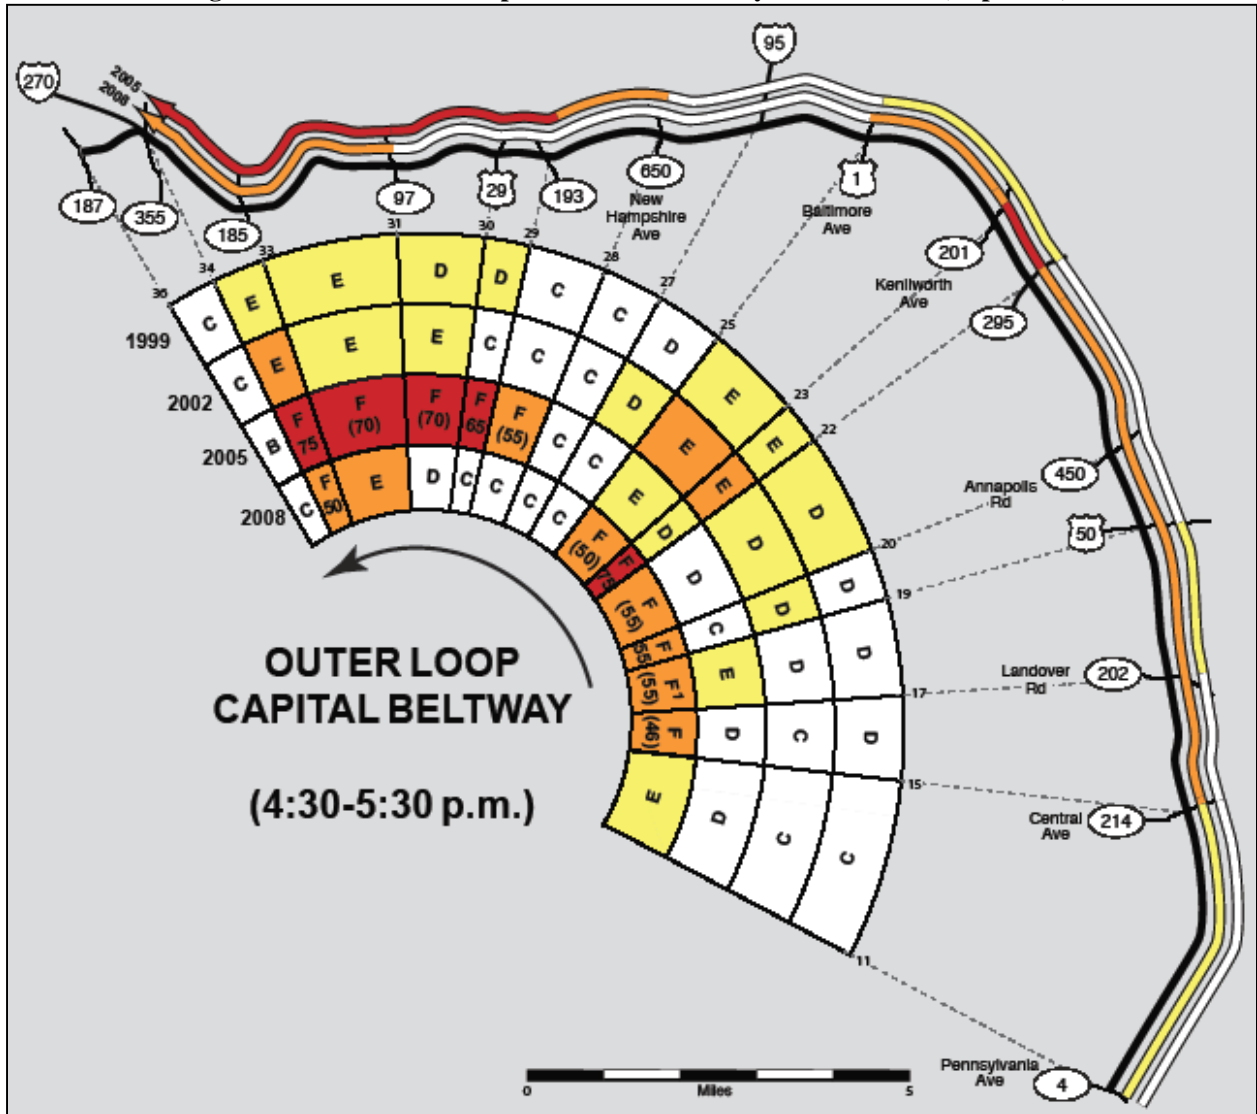 95
270
2005
2008
187
355
185
97
29
193
650
New
Hampshire
Ave
1
Baltimore
Ave
201
Kenilworth
Ave
295
450
Annapolis
Rd
50
Landover
Rd
202
Central
Ave
214
Pennsylvania
Ave
4
36
34
33
31
30
29
28
27
25
23
22
20
19
17
15
11
1999
C
E
E
D
D
C
C
D
E
E
D
D
D
D
C
2002
C
E
E
E
C
C
C
D
E
E
D
D
D
C
C
2005
B
F
75
F
(70)
F
(70)
F
65
F
(55)
C
C
E
D
D
C
E
D
D
2008
C
F
50
E
D
C
C
C
C
F
(50)
F
75
F
(55)
F
55
F1
(55)
F
(46)
E
OUTER LOOP
CAPITAL BELTWAY
(4:30-5:30 p.m.)
0
Miles
5